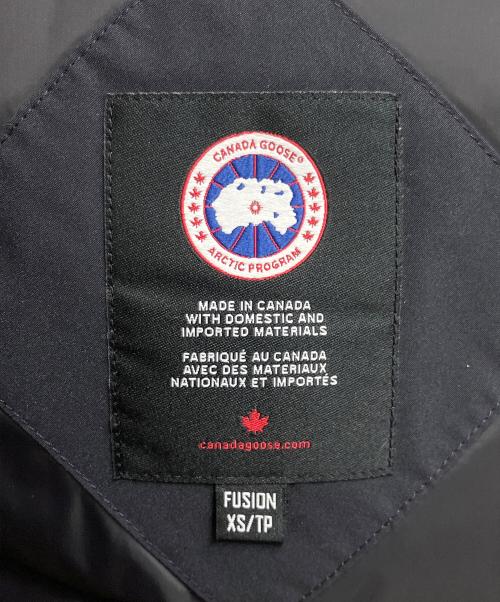 CANADA GOOSE®
ARCTIC PROGRAM
MADE IN CANADA
WITH DOMESTIC AND
IMPORTED MATERIALS
FABRIQUÉ AU CANADA
AVEC DES MATERIAUX
NATIONAUX ET IMPORTÉS
canadagoose.com
FUSION
XS/TP